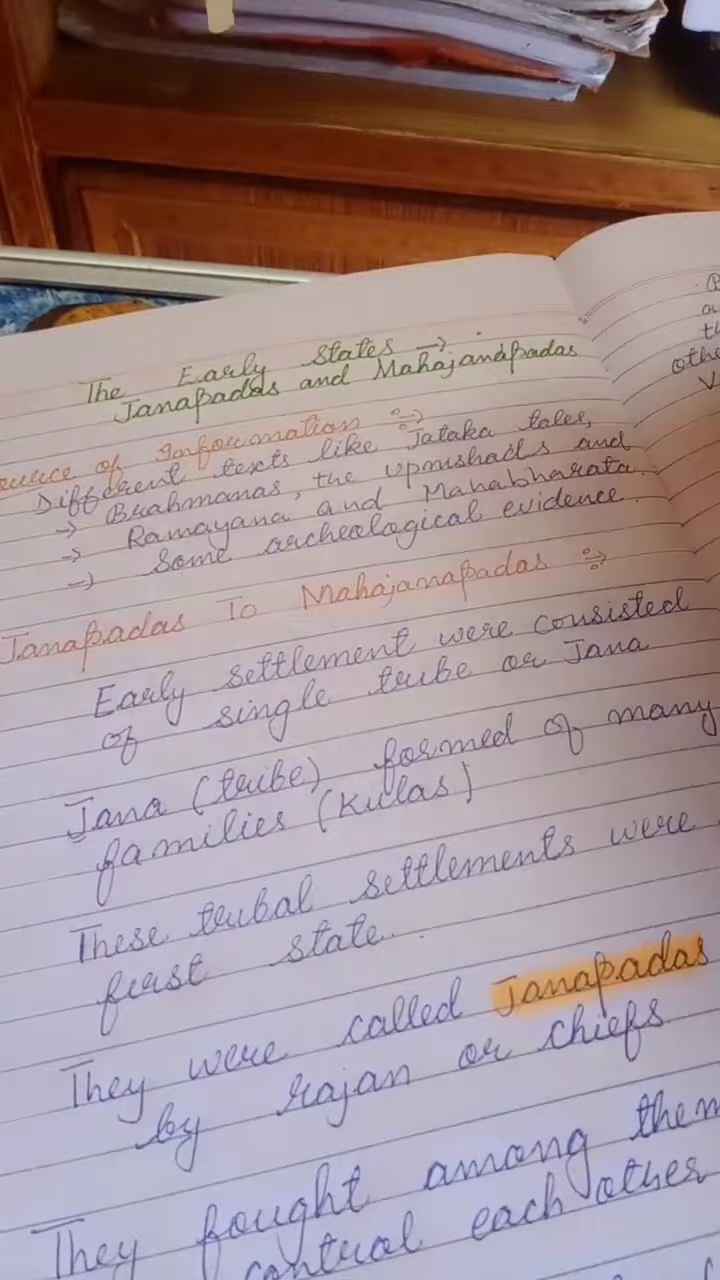 The Early States →
Janapadas and Mahajanapadas
of Information ÷>
Different texts like Jataka tales,
→ Brahmanas, the Upnishads and
→ Ramayana and Mahabharata
→ Some archeological evidence.
Janapadas To Mahajanapadas ÷>
Early settlement were consisted
of single tribe or Jana
Jana (tribe) formed of many
families (Kulas)
These tribal settlements were
first state.
They were called Janapadas
by rajan or chiefs
They fought among them
control each other
othe